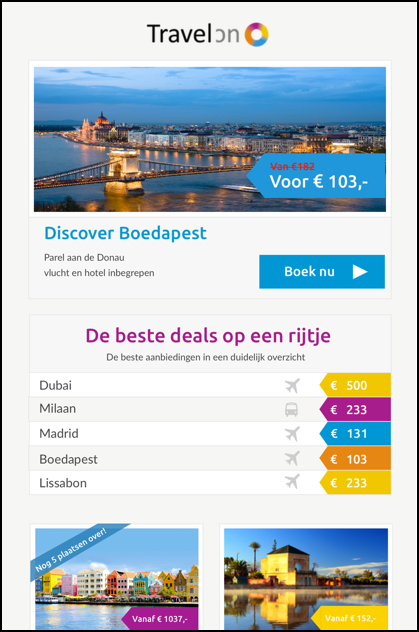 Travelon
Van €182
Voor € 103,-
Discover Boedapest
Parel aan de Donau
vlucht en hotel inbegrepen
Boek nu
De beste deals op een rijtje
De beste aanbiedingen in een duidelijk overzicht
Dubai € 500
Milaan € 233
Madrid € 131
Boedapest € 103
Lissabon € 233
Nog 5 plaatsen over!
Vanaf € 1037,-
Vanaf € 152,-